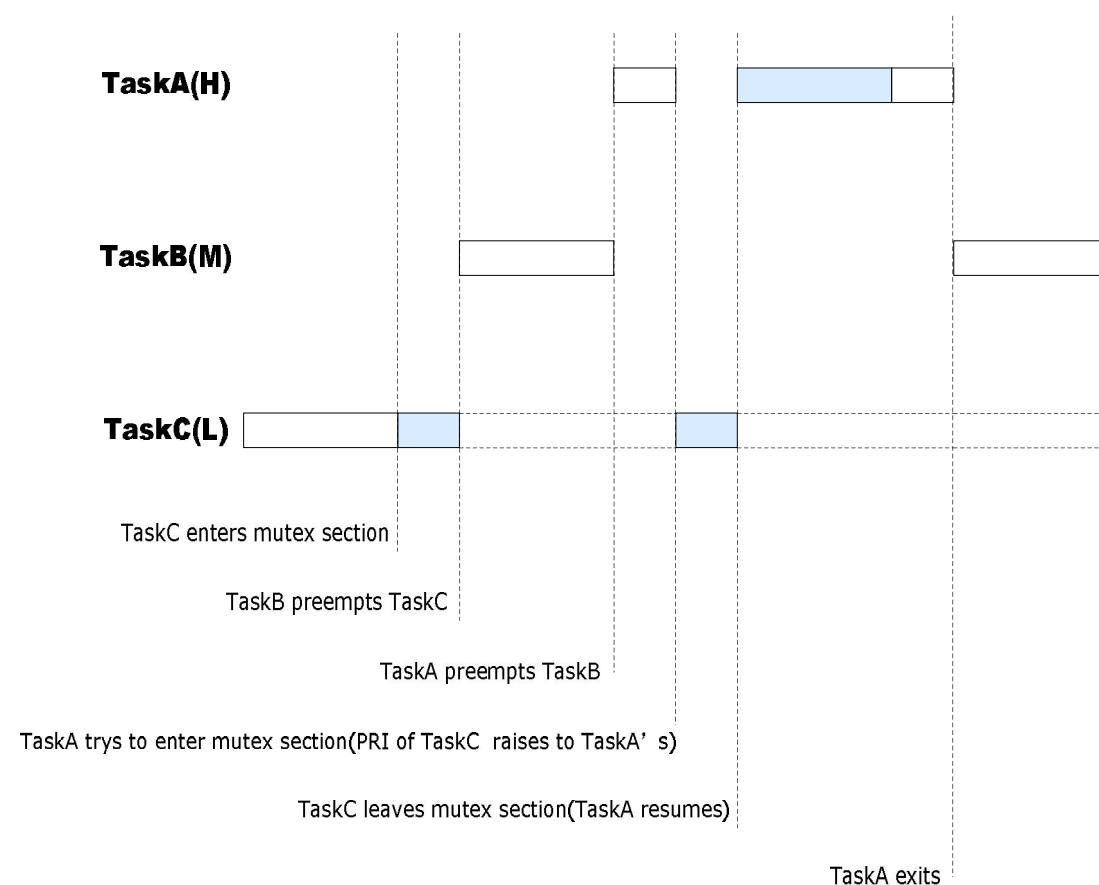 TaskA(H)
TaskB(M)
TaskC(L)
TaskC enters mutex section
TaskB preempts TaskC
TaskA preempts TaskB
TaskA trys to enter mutex section(PRI of TaskC raises to TaskA’ s)
TaskC leaves mutex section(TaskA resumes)
TaskA exits